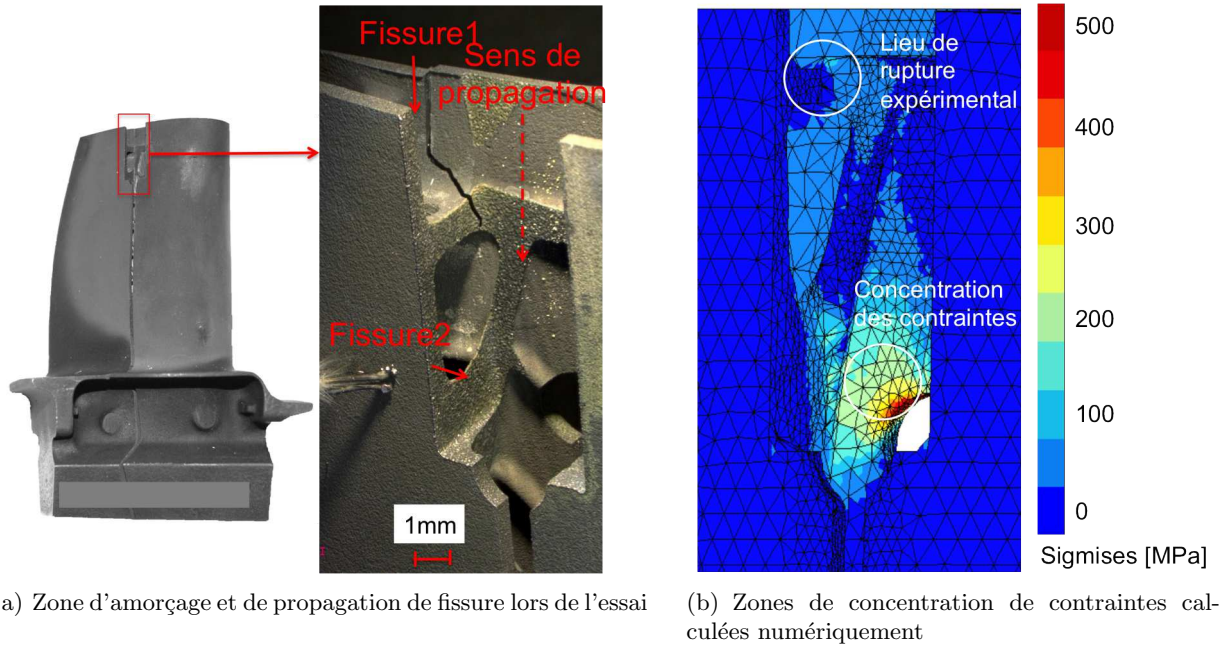 Fissure1
Sens de
propagation
Fissure2
1mm
Lieu de
rupture
expérimental
Concentration
des contraintes
500
400
300
200
100
0
Sigmises [MPa]
a) Zone d'amorçage et de propagation de fissure lors de l'essai
(b) Zones de concentration de contraintes cal-
culées numériquement